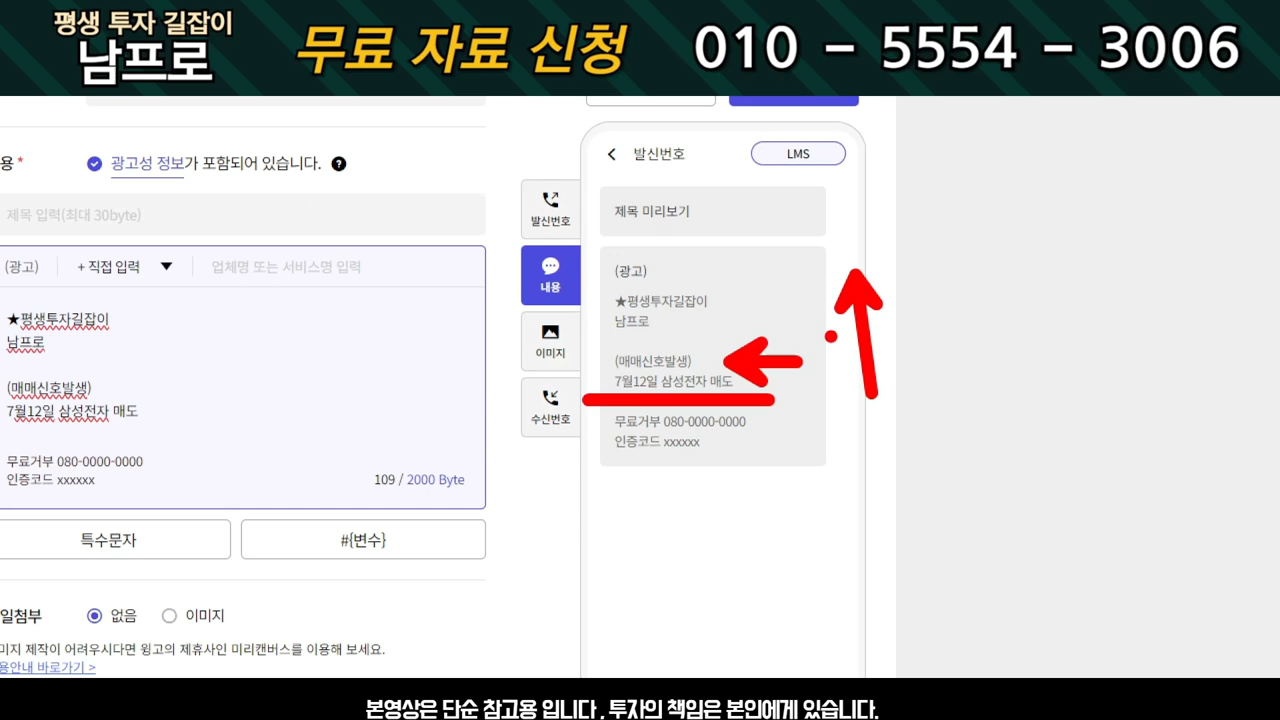 평생 투자 길잡이
남프로
무료 자료 신청
010 - 5554 - 3006
용*
광고성 정보가 포함되어 있습니다. ?
제목 입력(최대 30byte)
(광고)
+ 직접 입력
업체명 또는 서비스명 입력
★평생투자길잡이
남프로
(매매신호발생)
7월12일 삼성전자 매도
무료거부 080-0000-0000
인증코드 xxxxxx
109 / 2000 Byte
특수문자
#{변수}
일첨부
없음
이미지
미지 제작이 어려우시다면 윙고의 제휴사인 미리캔버스를 이용해 보세요.
용안내 바로가기 >
발신번호
내용
이미지
수신번호
발신번호
LMS
제목 미리보기
(광고)
★평생투자길잡이
남프로
(매매신호발생)
7월12일 삼성전자 매도
무료거부 080-0000-0000
인증코드 xxxxxx
본영상은 단순 참고용 입니다 , 투자의 책임은 본인에게 있습니다.